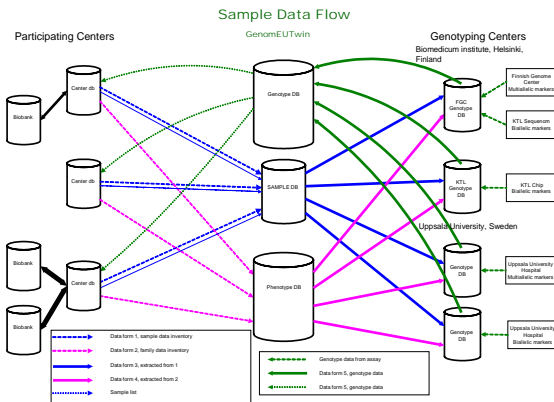 Sample Data Flow
GenomEUTwin
Participating Centers
Genotyping Centers
Biomedicum institute, Helsinki,
Finland
Biobank
Center db
Genotype DB
FGC
Genotype
DB
Finnish Genome
Center
Multiallelic markers
KTL Sequenom
Biallelic markers
Center db
SAMPLE DB
KTL
Genotype
DB
KTL Chip
Biallelic markers
Uppsala University, Sweden
Biobank
Center db
Phenotype DB
Genotype
DB
Uppsala University
Hospital
Multiallelic markers
Biobank
Genotype
DB
Uppsala University
Hospital
Biallelic markers
Data form 1, sample data inventory
Data form 2, family data inventory
Data form 3, extracted from 1
Data form 4, extracted from 2
Sample list
Genotype data from assay
Data form 5, genotype data
Data form 5, genotype data